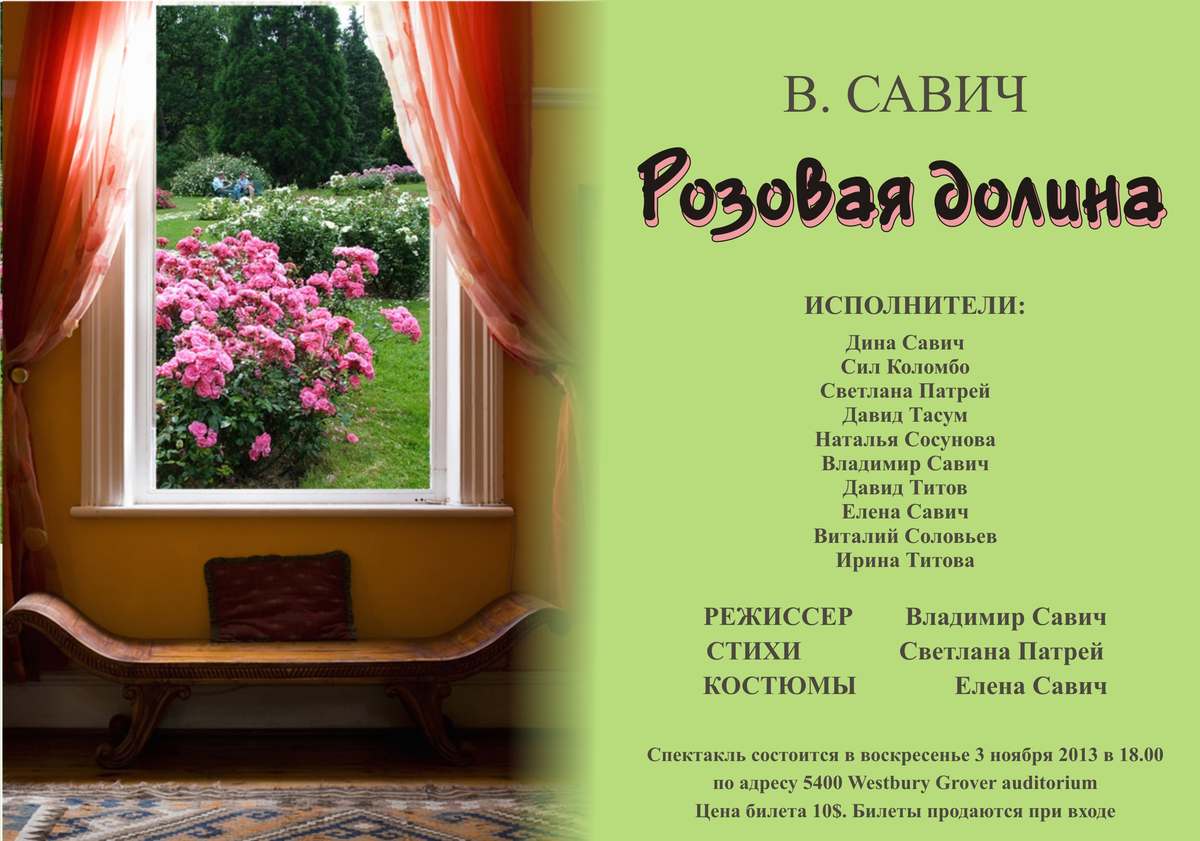 В. САВИЧ
Розовая долина
ИСПОЛНИТЕЛИ:
Дина Савич
Сил Коломбо
Светлана Патрей
Давид Тасум
Наталья Сосунова
Владимир Савич
Давид Титов
Елена Савич
Виталий Соловьев
Ирина Титова
РЕЖИССЕР Владимир Савич
СТИХИ Светлана Патрей
КОСТЮМЫ Елена Савич
Спектакль состоится в воскресенье 3 ноября 2013 в 18.00
по адресу 5400 Westbury Grover auditorium
Цена билета 10$. Билеты продаются при входе